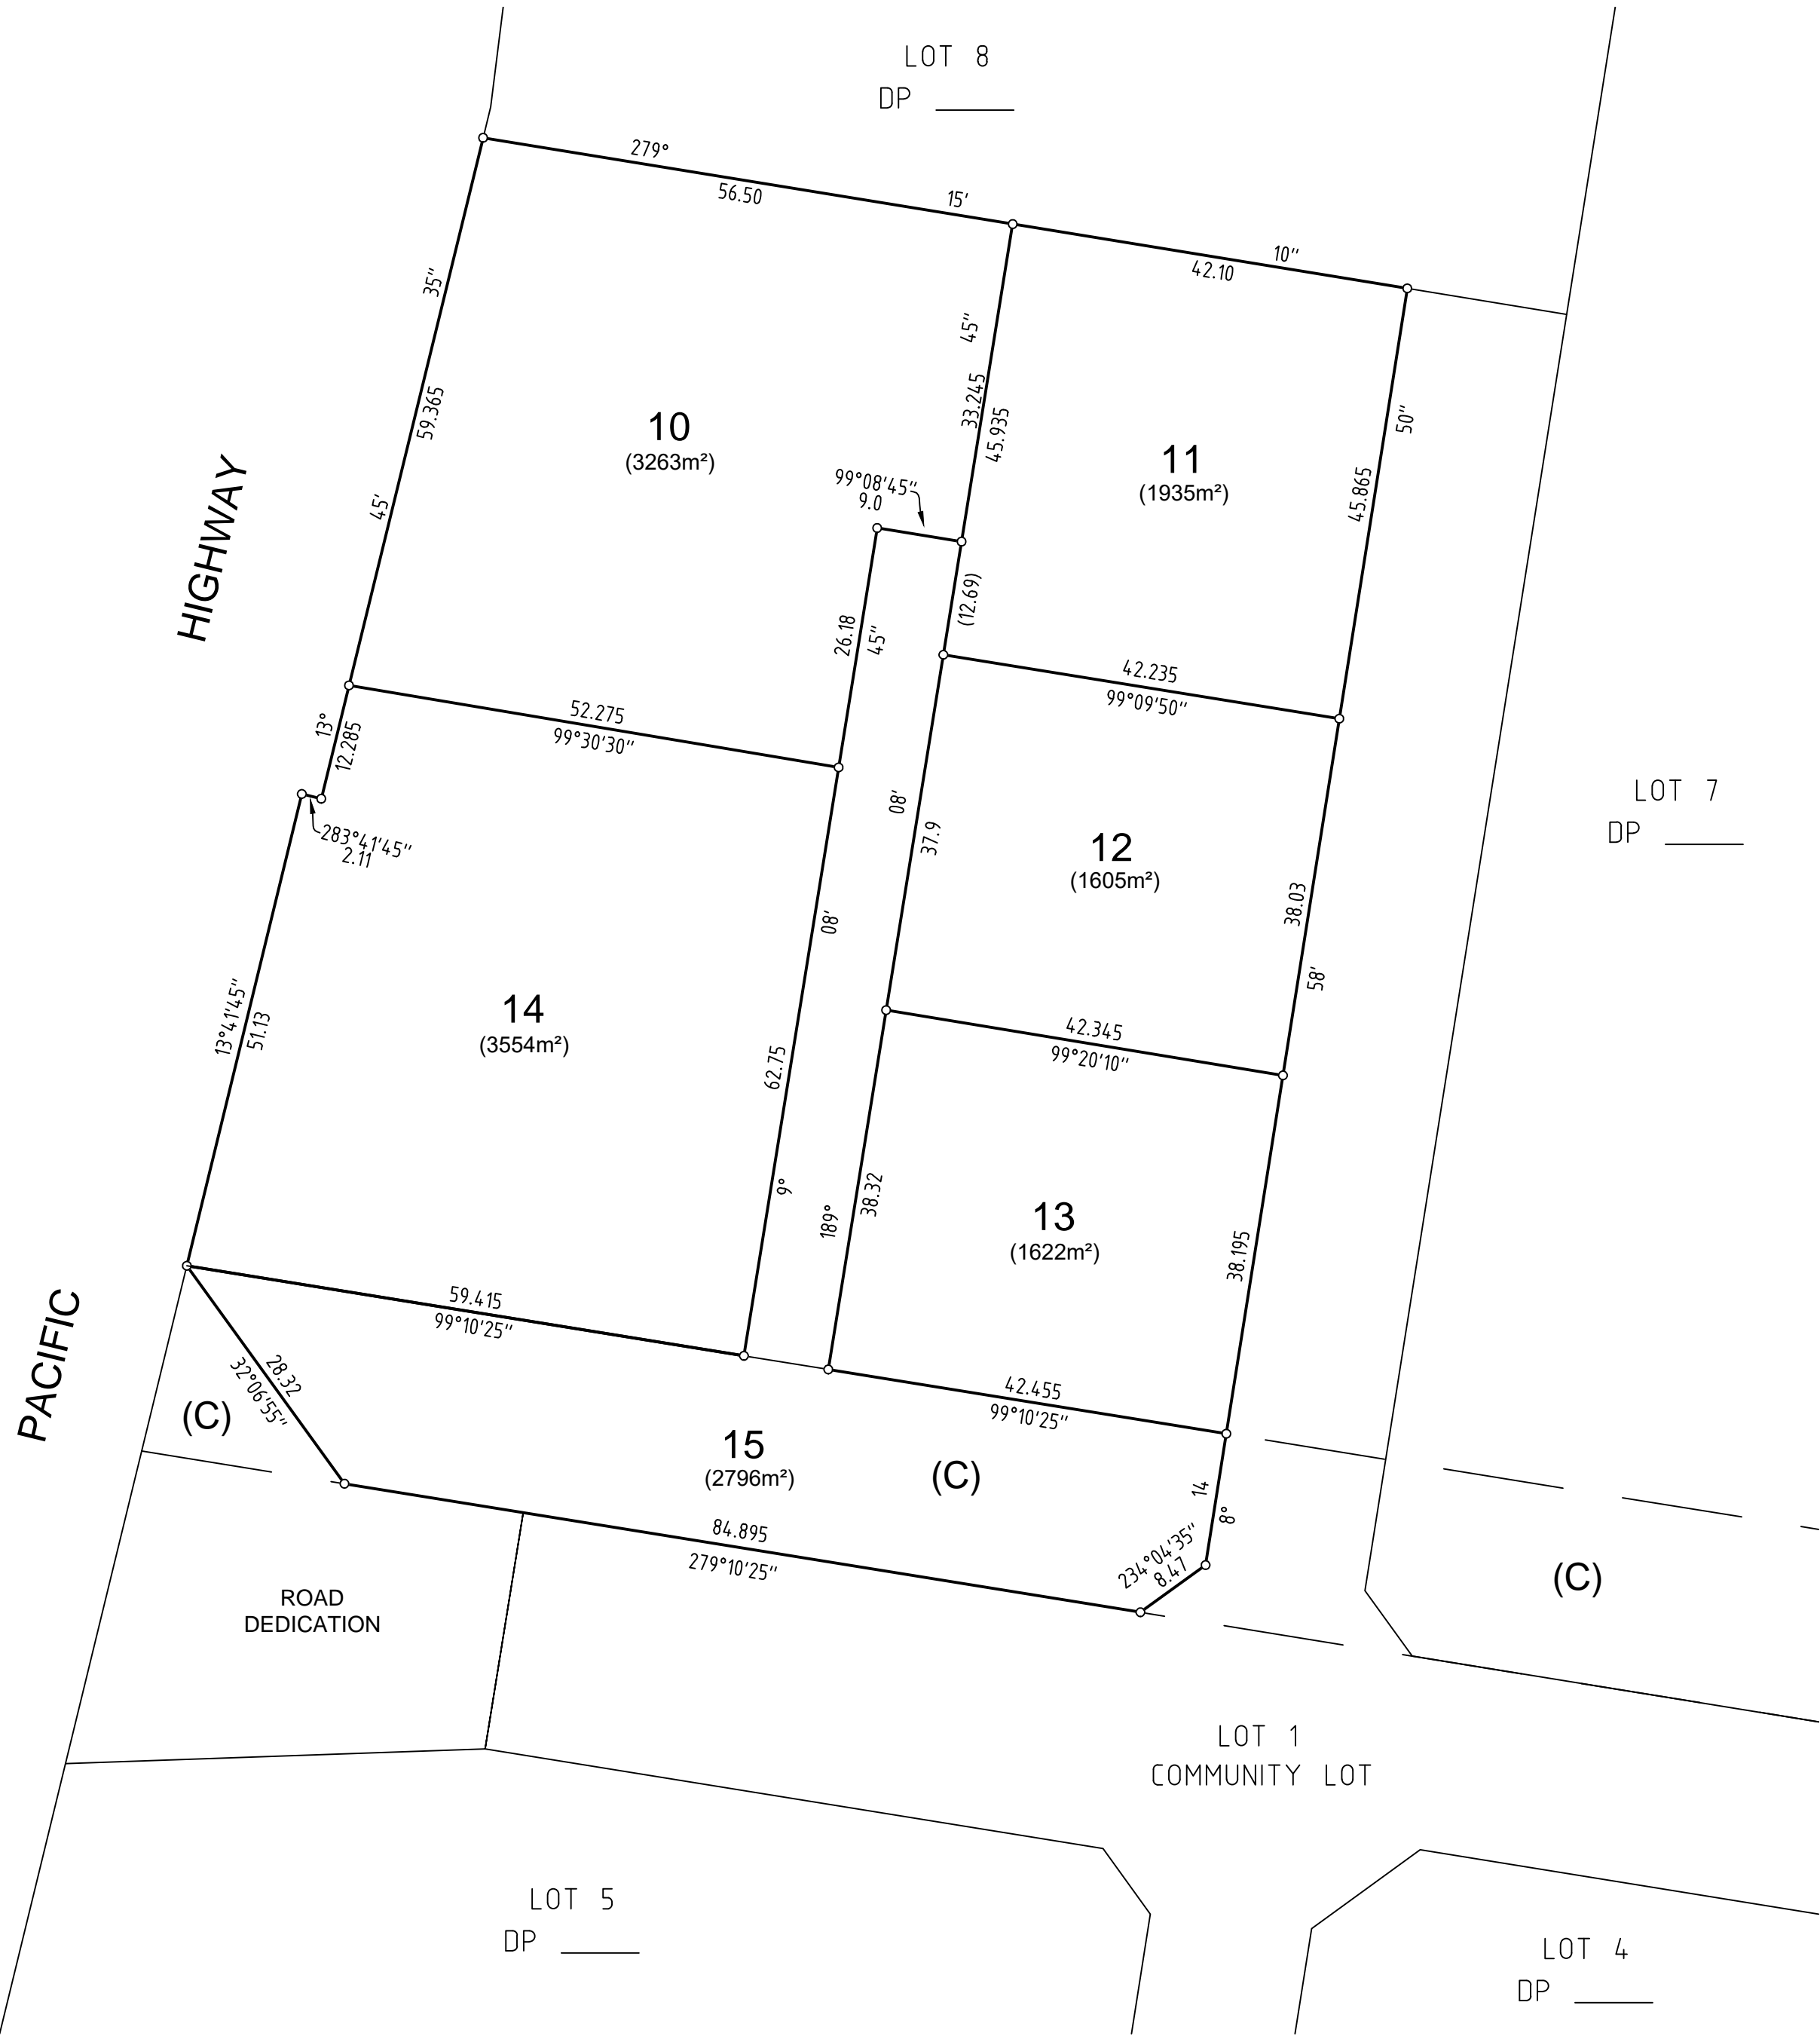 LOT 8
DP
279°
56.50
15'
10"
42.10
35"
59.365
45'
HIGHWAY
10
(3263m²)
45"
33.245
45.935
11
(1935m²)
50"
45.865
99°08'45"
9.0
(12.69)
26.18
45"
42.235
99°09'50"
52.275
99°30'30"
13°
12.285
283°41'45"
2.11
08'
37.9
12
(1605m²)
38.03
58'
LOT 7
DP
08'
14
(3554m²)
13°41'45"
51.13
62.75
9°
42.345
99°20'10"
189°
38.32
13
(1622m²)
38.195
59.415
99°10'25"
PACIFIC
28.32
32°06'55"
(C)
42.455
99°10'25"
15
(2796m²)
(C)
14
8°
84.895
279°10'25"
234°04'35"
8.47
(C)
ROAD
DEDICATION
LOT 1
COMMUNITY LOT
LOT 5
DP
LOT 4
DP